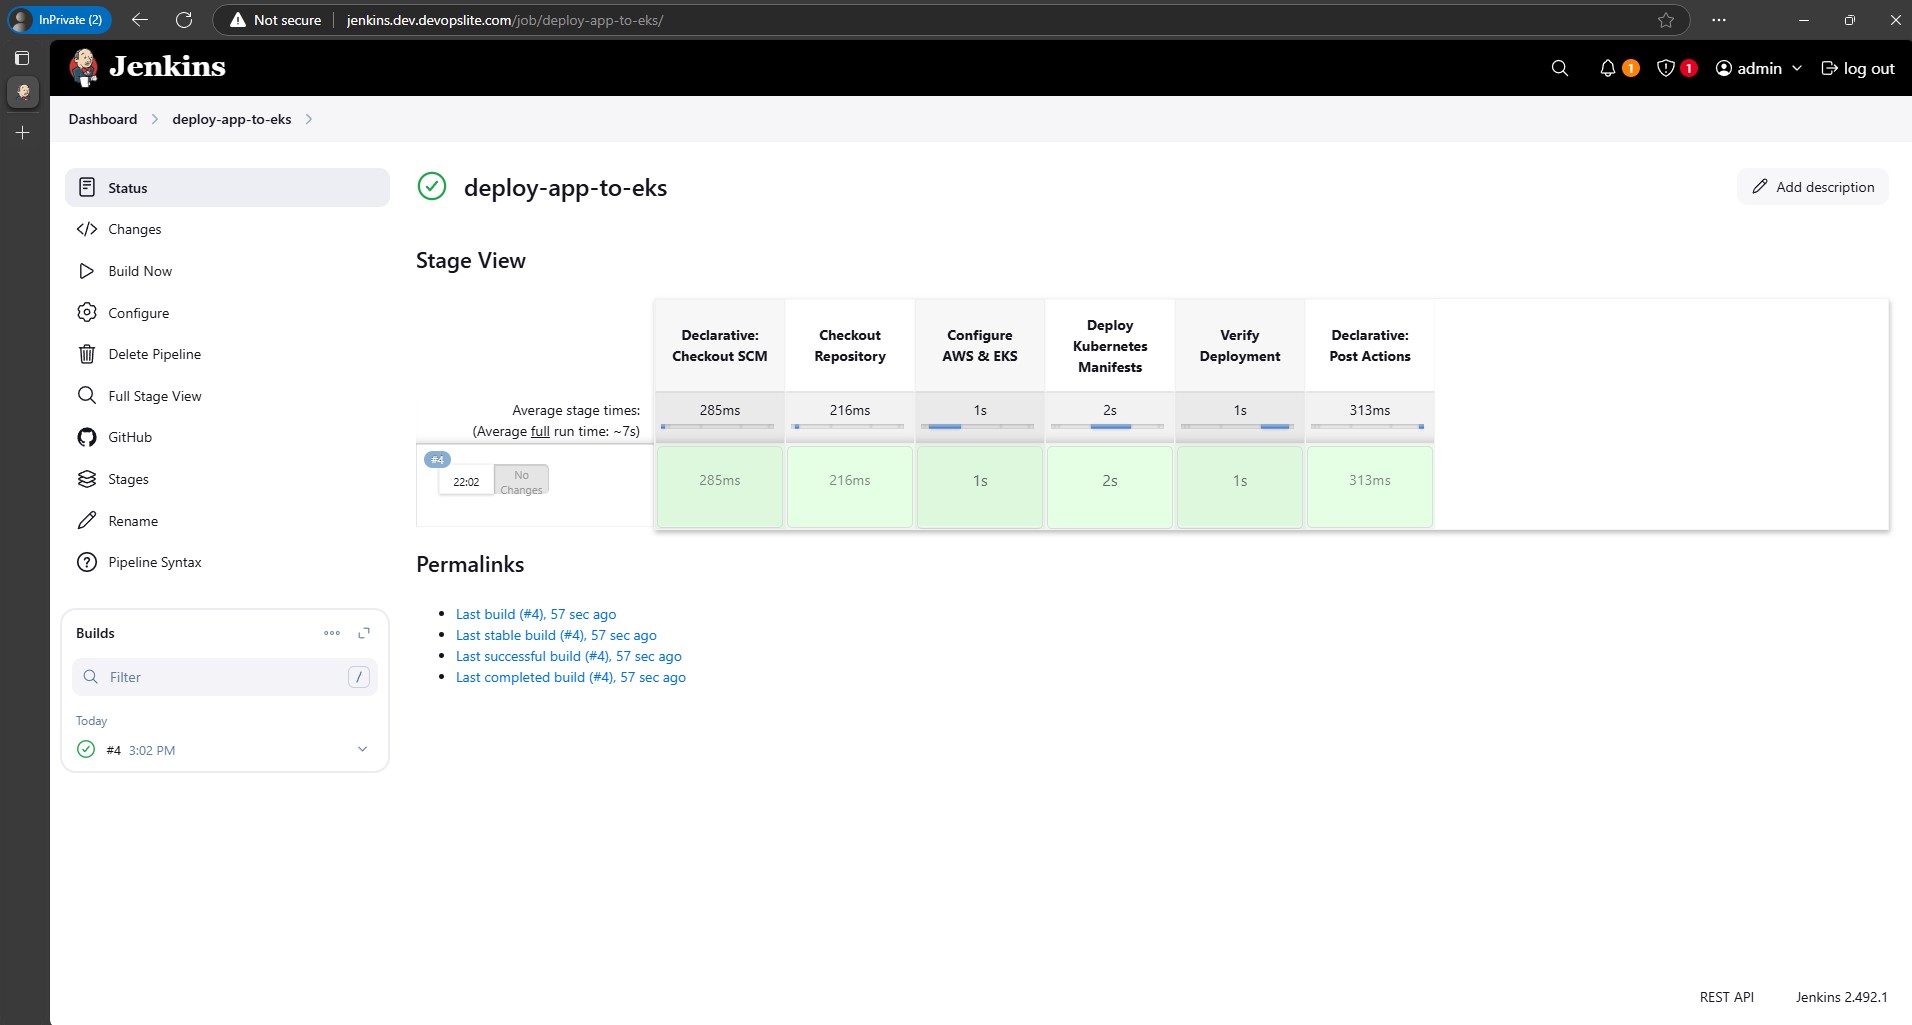 InPrivate (2)
Not secure
jenkins.dev.devopslite.com/job/deploy-app-to-eks/
Jenkins
1
1
admin
log out
Dashboard
deploy-app-to-eks
Status
Changes
Build Now
Configure
Delete Pipeline
Full Stage View
GitHub
Stages
Rename
Pipeline Syntax
Builds
Filter
/
Today
#4 3:02 PM
deploy-app-to-eks
Add description
Stage View
Declarative:
Checkout SCM
Checkout
Repository
Configure
AWS & EKS
Deploy
Kubernetes
Manifests
Verify
Deployment
Declarative:
Post Actions
Average stage times:
(Average full run time: ~7s)
285ms
216ms
1s
2s
1s
313ms
#4
22:02
No
Changes
285ms
216ms
1s
2s
1s
313ms
Permalinks
Last build (#4), 57 sec ago
Last stable build (#4), 57 sec ago
Last successful build (#4), 57 sec ago
Last completed build (#4), 57 sec ago
REST API
Jenkins 2.492.1